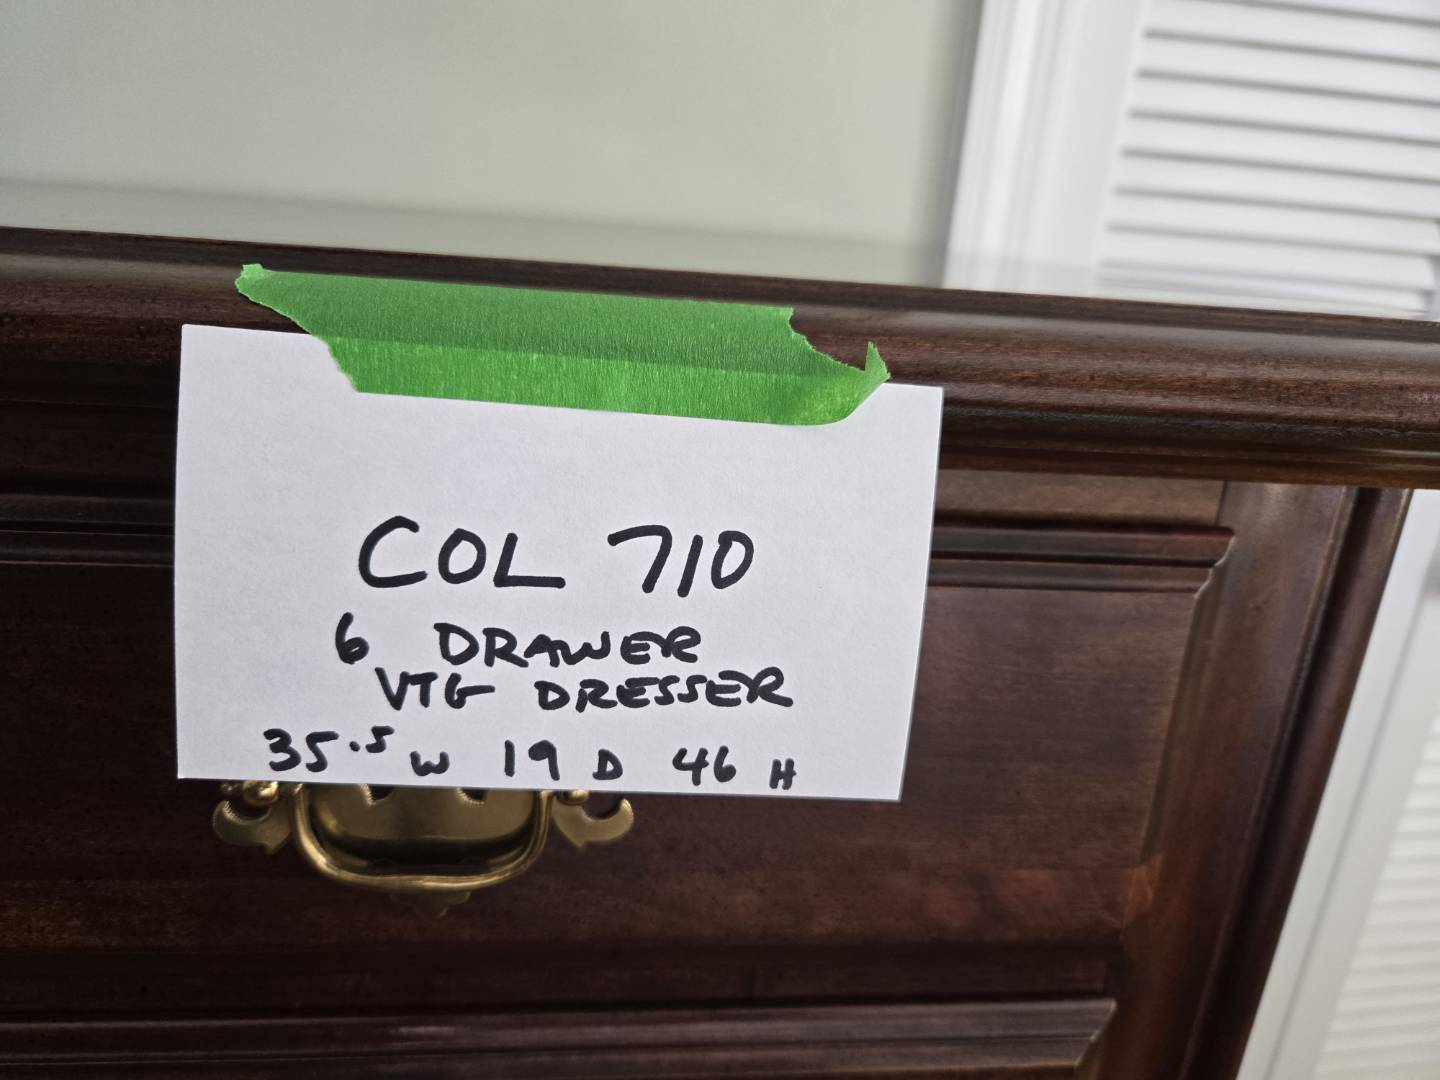 COL 710
6 DRAWER
VTG DRESSER
35.5 W 19 D 46 H